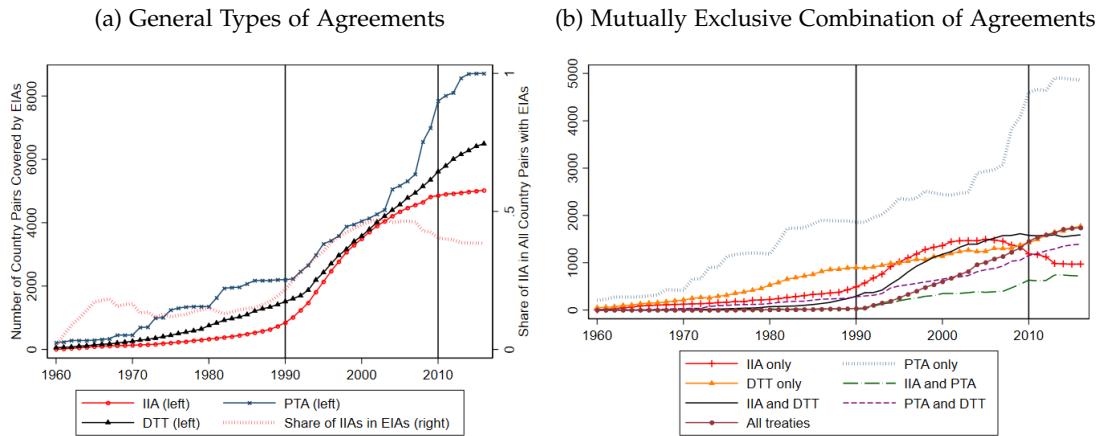 (a) General Types of Agreements
Number of Country Pairs Covered by EIAs
0 2000 4000 6000 8000
Share of IIA in All Country Pairs with EIAs
0 .5 1
1960 1970 1980 1990 2000 2010
IIA (left) PTA (left)
DTT (left) Share of IIAs in EIAs (right)
(b) Mutually Exclusive Combination of Agreements
0 1000 2000 3000 4000 5000
1960 1970 1980 1990 2000 2010
IIA only PTA only
DTT only IIA and PTA
IIA and DTT PTA and DTT
All treaties